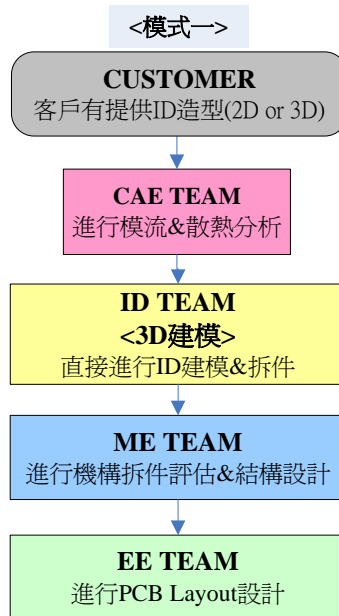 <模式一>
CUSTOMER
客戶有提供ID造型(2D or 3D)
CAE TEAM
進行模流&散熱分析
ID TEAM
<3D建模>
直接進行ID建模&拆件
ME TEAM
進行機構拆件評估&結構設計
EE TEAM
進行PCB Layout設計